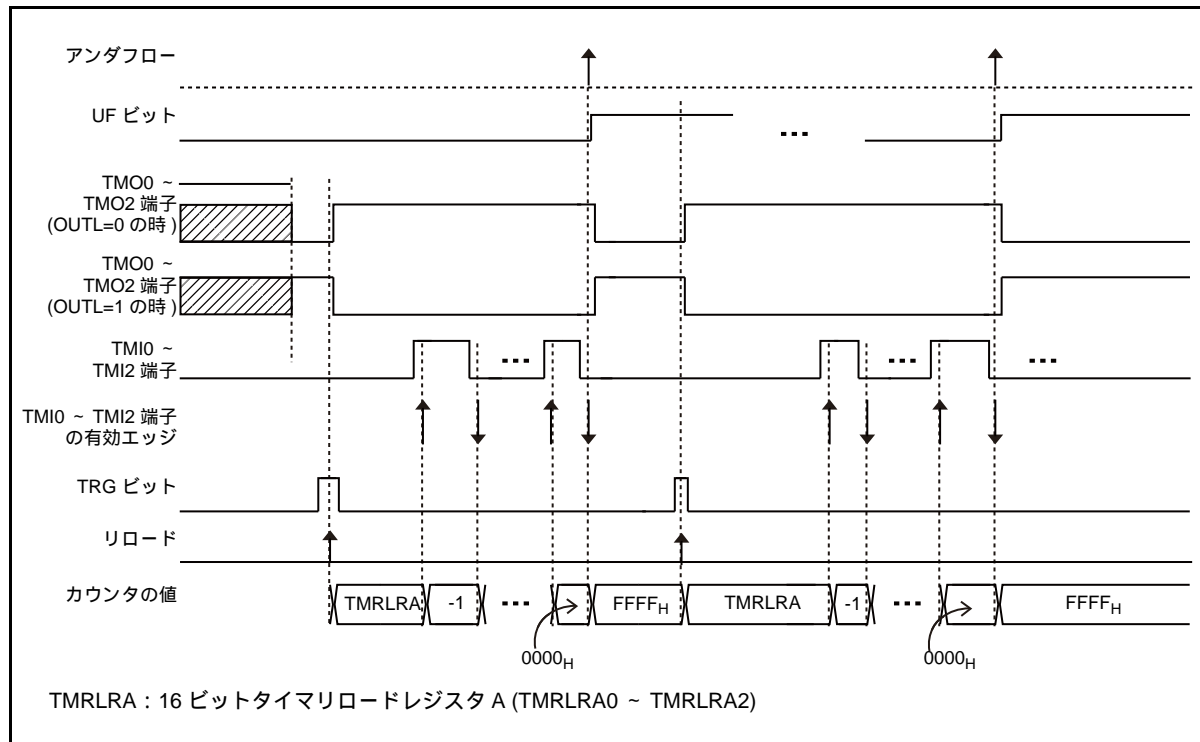 アンダフロー
UF ビット
TMO0 ~
TMO2 端子
(OUTL=0 の時 )
TMO0 ~
TMO2 端子
(OUTL=1 の時 )
TMI0 ~
TMI2 端子
TMI0 ~ TMI2 端子
の有効エッジ
TRG ビット
リロード
カウンタの値
TMRLRA -1 ... FFFFH TMRLRA -1 ... FFFFH
0000H 0000H
TMRLRA : 16 ビットタイマリロードレジスタ A (TMRLRA0 ~ TMRLRA2)